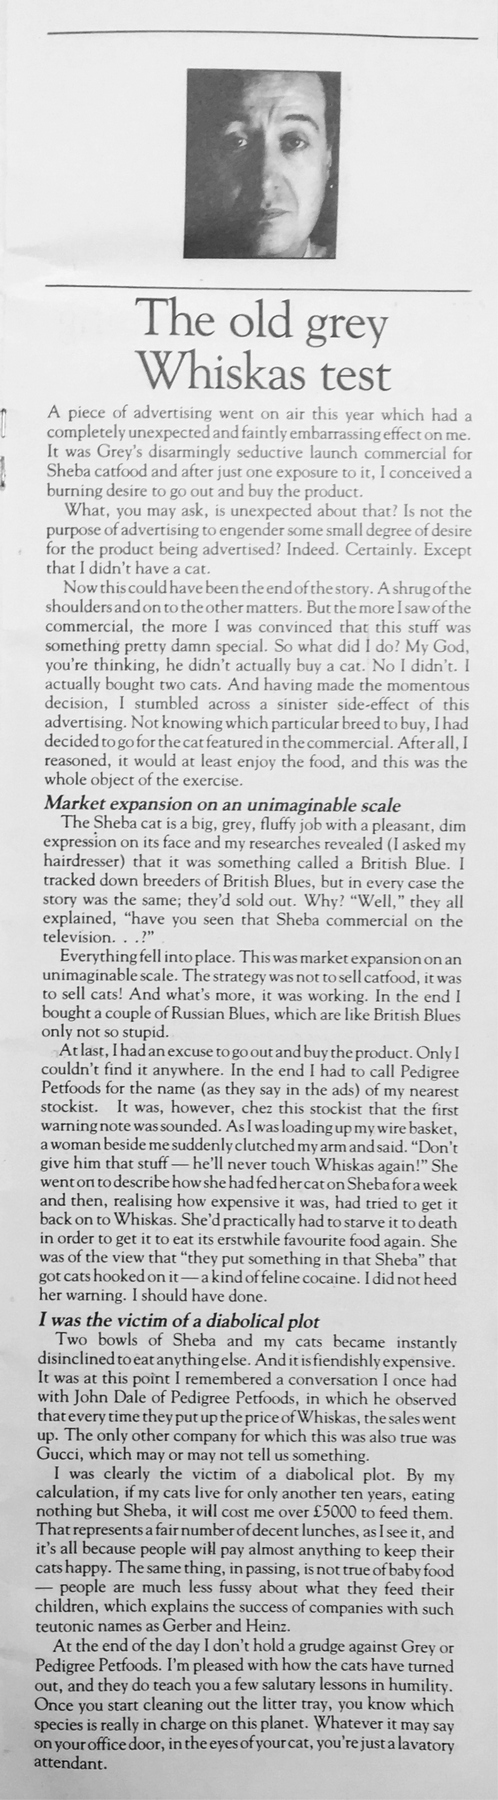 The old grey
Whiskas test
A piece of advertising went on air this year which had a
completely unexpected and faintly embarrassing effect on me.
It was Grey's disarmingly seductive launch commercial for
Sheba catfood and after just one exposure to it, I conceived a
burning desire to go out and buy the product.
What, you may ask, is unexpected about that? Is not the
purpose of advertising to engender some small degree of desire
for the product being advertised? Indeed. Certainly. Except
that I didn't have a cat.
Now this could have been the end of the story. A shrug of the
shoulders and on to the other matters. But the more I saw of the
commercial, the more I was convinced that this stuff was
something pretty damn special. So what did I do? My God,
you're thinking, he didn't actually buy a cat. No I didn't. I
actually bought two cats. And having made the momentous
decision, I stumbled across a sinister side-effect of this
advertising. Not knowing which particular breed to buy, I had
decided to go for the cat featured in the commercial. After all, I
reasoned, it would at least enjoy the food, and this was the
whole object of the exercise.
Market expansion on an unimaginable scale
The Sheba cat is a big, grey, fluffy job with a pleasant, dim
expression on its face and my researches revealed (I asked my
hairdresser) that it was something called a British Blue. I
tracked down breeders of British Blues, but in every case the
story was the same; they'd sold out. Why? "Well," they all
explained, "have you seen that Sheba commercial on the
television. . .?"
Everything fell into place. This was market expansion on an
unimaginable scale. The strategy was not to sell catfood, it was
to sell cats! And what's more, it was working. In the end I
bought a couple of Russian Blues, which are like British Blues
only not so stupid.
At last, I had an excuse to go out and buy the product. Only I
couldn't find it anywhere. In the end I had to call Pedigree
Petfoods for the name (as they say in the ads) of my nearest
stockist. It was, however, chez this stockist that the first
warning note was sounded. As I was loading up my wire basket,
a woman beside me suddenly clutched my arm and said. "Don't
give him that stuff — he'll never touch Whiskas again!" She
went on to describe how she had fed her cat on Sheba for a week
and then, realising how expensive it was, had tried to get it
back on to Whiskas. She'd practically had to starve it to death
in order to get it to eat its erstwhile favourite food again. She
was of the view that "they put something in that Sheba" that
got cats hooked on it — a kind of feline cocaine. I did not heed
her warning. I should have done.
I was the victim of a diabolical plot
Two bowls of Sheba and my cats became instantly
disinclined to eat anything else. And it is fiendishly expensive.
It was at this point I remembered a conversation I once had
with John Dale of Pedigree Petfoods, in which he observed
that every time they put up the price of Whiskas, the sales went
up. The only other company for which this was also true was
Gucci, which may or may not tell us something.
I was clearly the victim of a diabolical plot. By my
calculation, if my cats live for only another ten years, eating
nothing but Sheba, it will cost me over £5000 to feed them.
That represents a fair number of decent lunches, as I see it, and
it's all because people will pay almost anything to keep their
cats happy. The same thing, in passing, is not true of baby food
— people are much less fussy about what they feed their
children, which explains the success of companies with such
teutonic names as Gerber and Heinz.
At the end of the day I don't hold a grudge against Grey or
Pedigree Petfoods. I'm pleased with how the cats have turned
out, and they do teach you a few salutary lessons in humility.
Once you start cleaning out the litter tray, you know which
species is really in charge on this planet. Whatever it may say
on your office door, in the eyes of your cat, you're just a lavatory
attendant.